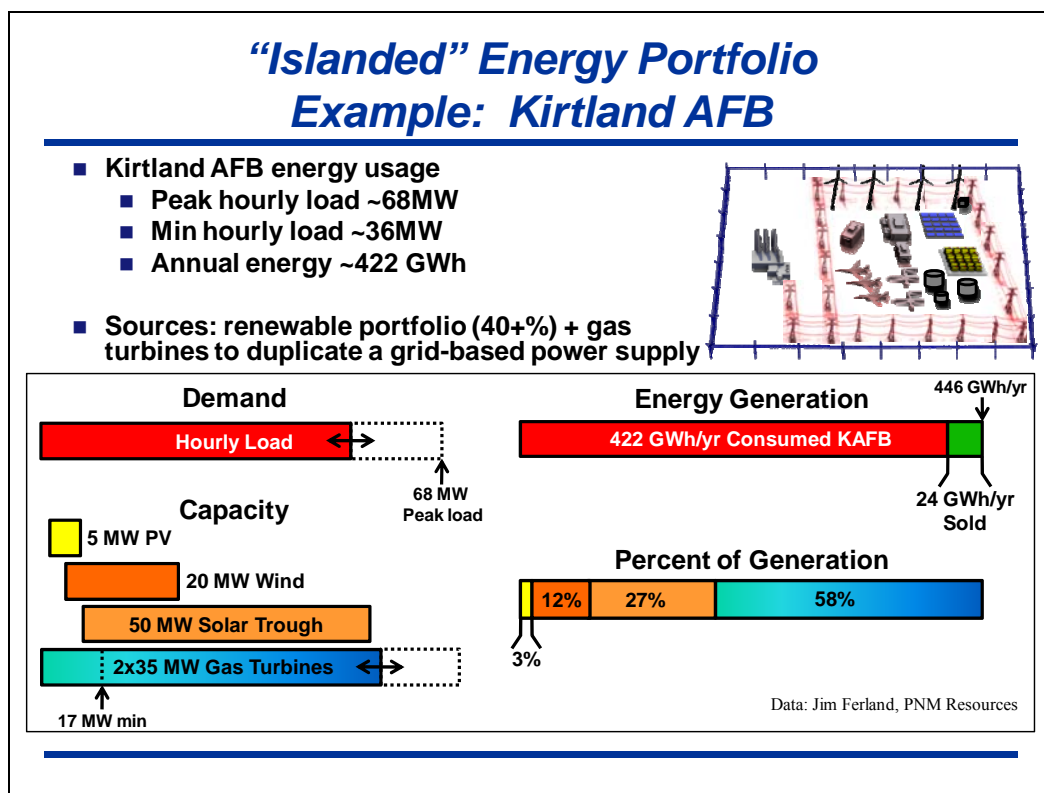 “Islanded” Energy Portfolio
Example: Kirtland AFB
Kirtland AFB energy usage
Peak hourly load ~68MW
Min hourly load ~36MW
Annual energy ~422 GWh
Sources: renewable portfolio (40+%) + gas
turbines to duplicate a grid-based power supply
Demand
Hourly Load
68 MW
Peak load
Capacity
5 MW PV
20 MW Wind
50 MW Solar Trough
2x35 MW Gas Turbines
17 MW min
446 GWh/yr
Energy Generation
422 GWh/yr Consumed KAFB
24 GWh/yr
Sold
Percent of Generation
12%
27%
58%
3%
Data: Jim Ferland, PNM Resources